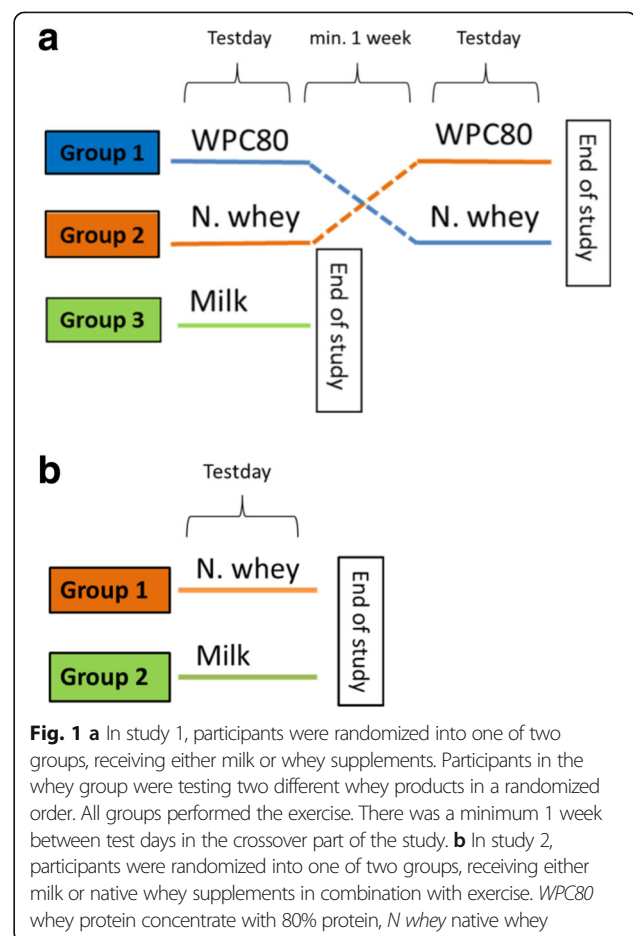 a
Testday min. 1 week Testday
Group 1 WPC80 WPC80
Group 2 N. whey N. whey
Group 3 Milk
End of study
End of study
b
Testday
Group 1 N. whey
Group 2 Milk
End of study
Fig. 1 a In study 1, participants were randomized into one of two
groups, receiving either milk or whey supplements. Participants in the
whey group were testing two different whey products in a randomized
order. All groups performed the exercise. There was a minimum 1 week
between test days in the crossover part of the study. b In study 2,
participants were randomized into one of two groups, receiving either
milk or native whey supplements in combination with exercise. WPC80
whey protein concentrate with 80% protein, N whey native whey